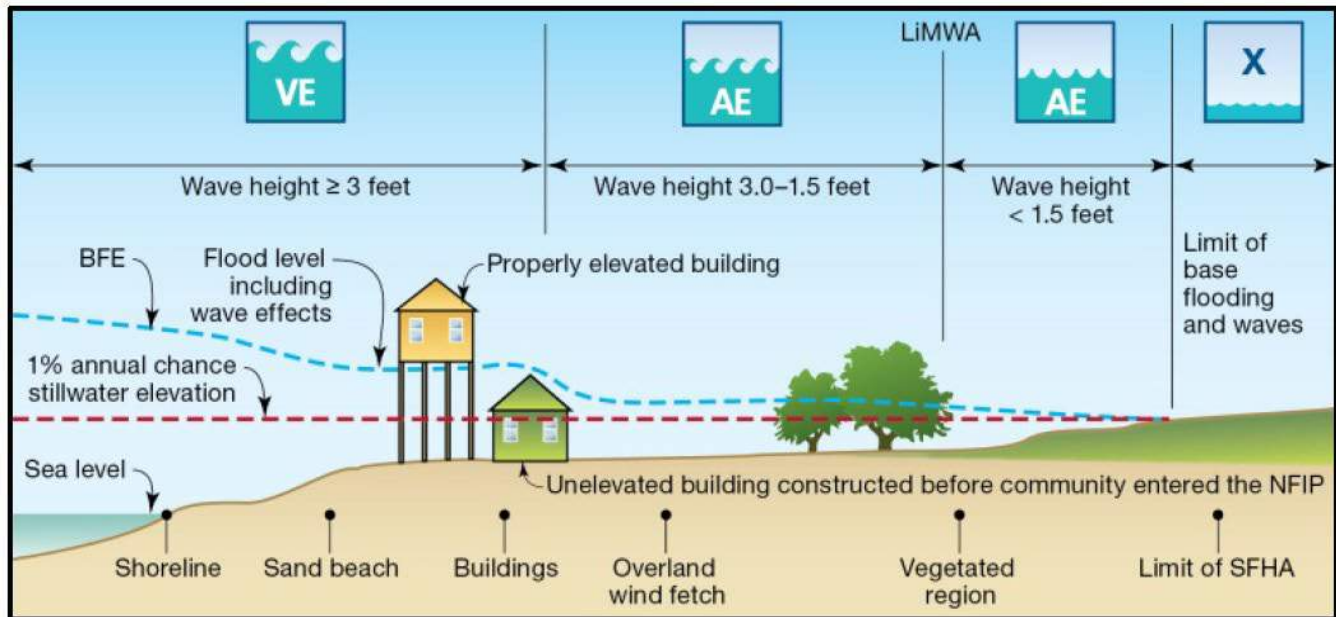 LiMWA
VE
AE
AE
X
Wave height ≥ 3 feet
Wave height 3.0–1.5 feet
Wave height
< 1.5 feet
BFE
Flood level
including
wave effects
Properly elevated building
Limit of
base
flooding
and waves
1% annual chance
stillwater elevation
Sea level
Unelevated building constructed before community entered the NFIP
Shoreline
Sand beach
Buildings
Overland
wind fetch
Vegetated
region
Limit of SFHA